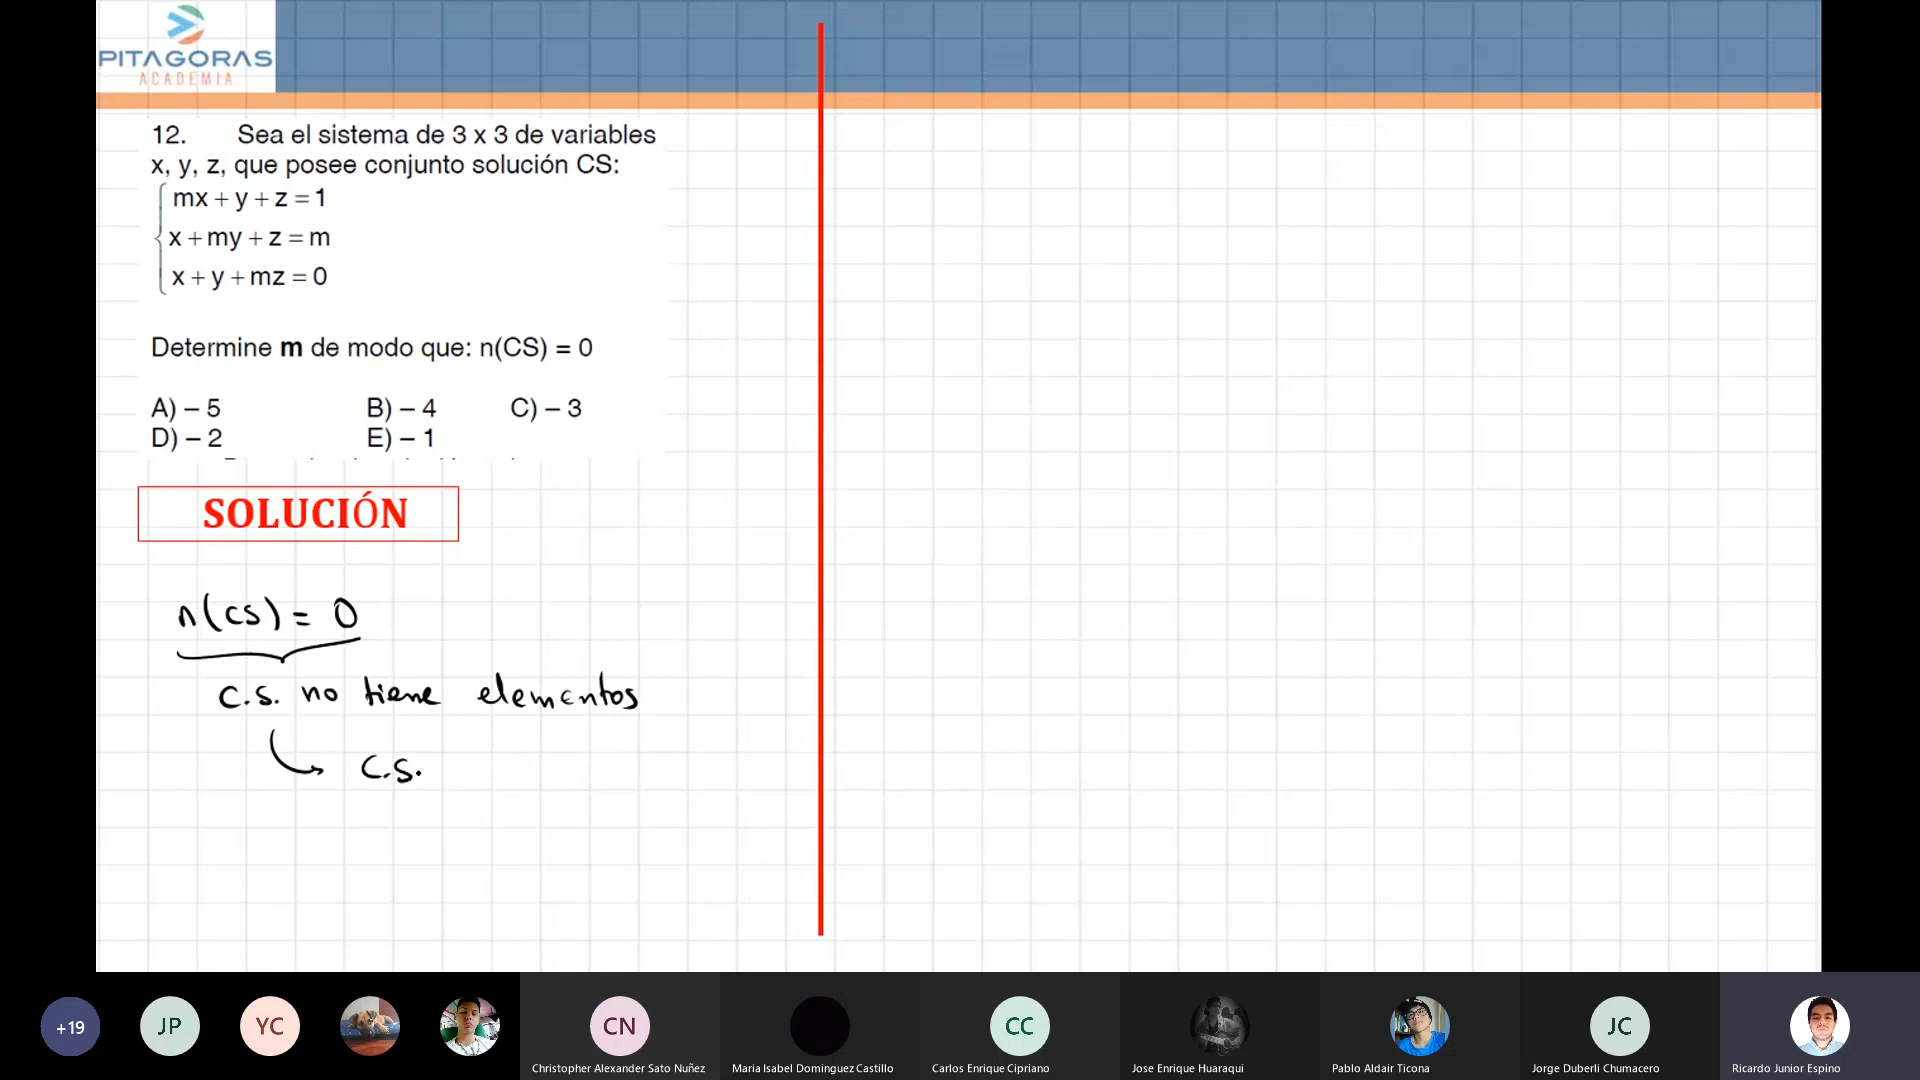 PITAGORAS
ACADEMIA
12. Sea el sistema de 3 x 3 de variables
x, y, z, que posee conjunto solución CS:
mx + y + z = 1
x + my + z = m
x + y + mz = 0
Determine m de modo que: n(CS) = 0
A) – 5 B) – 4 C) – 3
D) – 2 E) – 1
SOLUCIÓN
n(CS) = 0
C.S. no tiene elementos
C.S.
+19 JP YC CN CC JC
Christopher Alexander Sato Nuñez Maria Isabel Dominguez Castillo Carlos Enrique Cipriano Jose Enrique Huaraqui Pablo Aldair Ticona Jorge Duberli Chumacero Ricardo Junior Espino